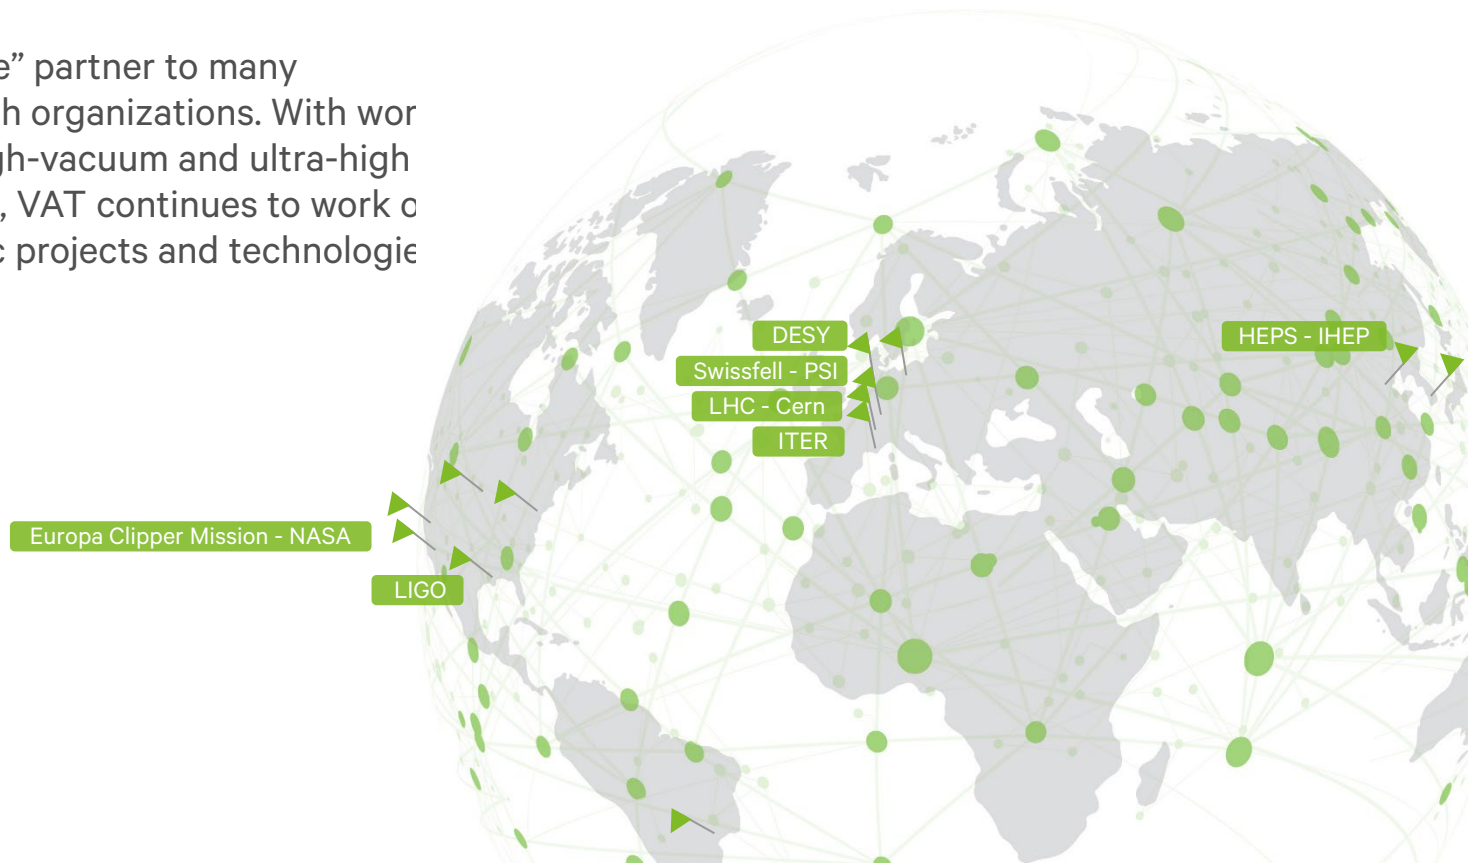 e” partner to many
h organizations. With wor
gh-vacuum and ultra-high
, VAT continues to work o
c projects and technologie
DESY
HEPS - IHEP
Swissfell - PSI
LHC - Cern
ITER
Europa Clipper Mission - NASA
LIGO